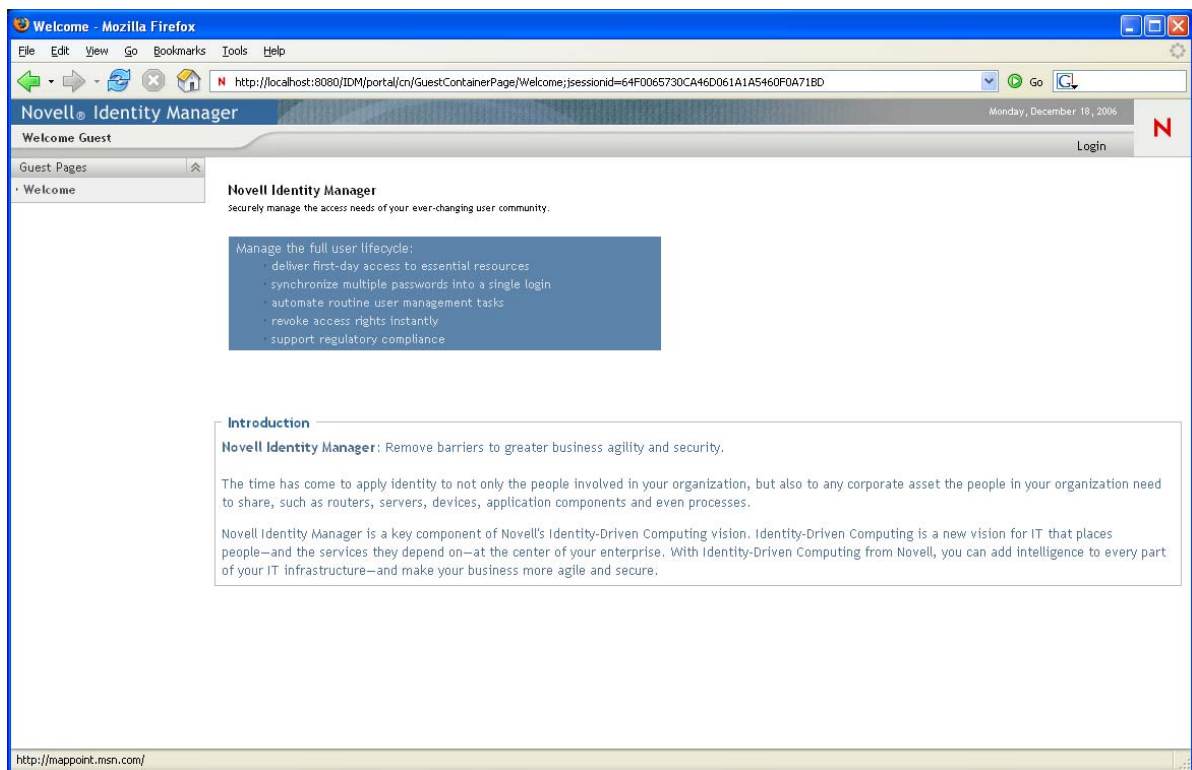 Welcome - Mozilla Firefox
File Edit View Go Bookmarks Tools Help
N http://localhost:8080/IDM/portal/cn/GuestContainerPage/Welcome;jsessionid=64F0065730CA46D061A1A5460F0A71BD Go G
Novell® Identity Manager Monday, December 18, 2006 N
Welcome Guest Login
Guest Pages
· Welcome
Novell Identity Manager
Securely manage the access needs of your ever-changing user community.
Manage the full user lifecycle:
· deliver first-day access to essential resources
· synchronize multiple passwords into a single login
· automate routine user management tasks
· revoke access rights instantly
· support regulatory compliance
Introduction
Novell Identity Manager: Remove barriers to greater business agility and security.
The time has come to apply identity to not only the people involved in your organization, but also to any corporate asset the people in your organization need
to share, such as routers, servers, devices, application components and even processes.
Novell Identity Manager is a key component of Novell's Identity-Driven Computing vision. Identity-Driven Computing is a new vision for IT that places
people—and the services they depend on—at the center of your enterprise. With Identity-Driven Computing from Novell, you can add intelligence to every part
of your IT infrastructure—and make your business more agile and secure.
http://mappoint.msn.com/